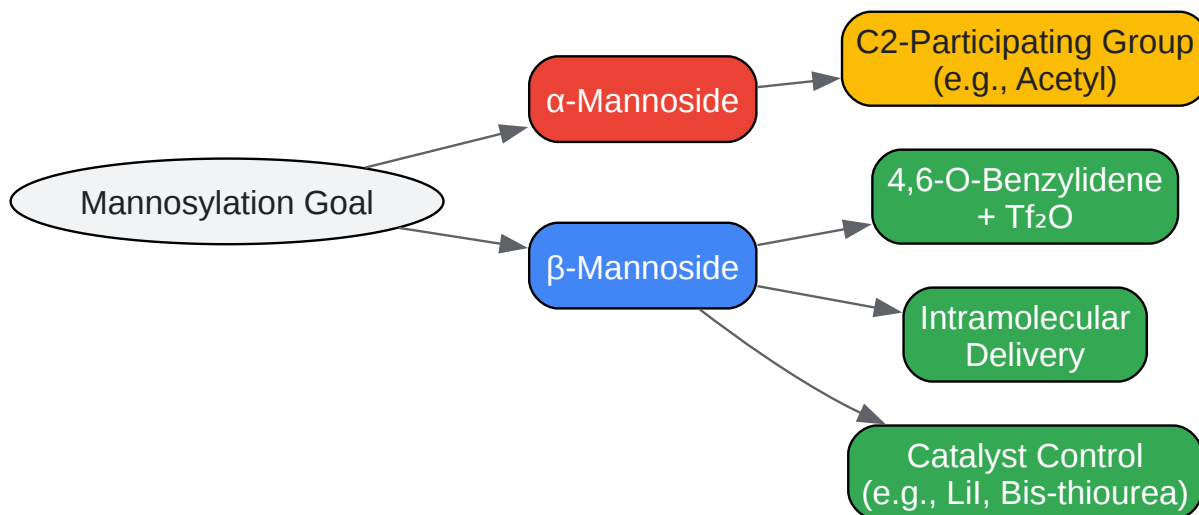 C2-Participating Group
(e.g., Acetyl)
α-Mannoside
Mannosylation Goal
4,6-O-Benzylidene
+ Tf₂O
β-Mannoside
Intramolecular
Delivery
Catalyst Control
(e.g., LiI, Bis-thiourea)